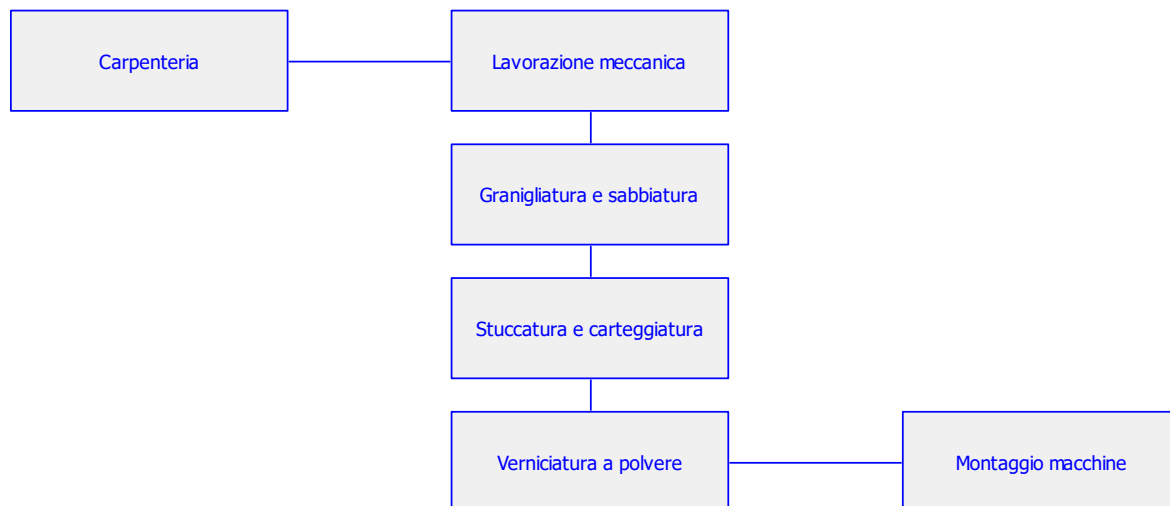 Carpenteria
Lavorazione meccanica
Granigliatura e sabbiatura
Stuccatura e carteggiatura
Verniciatura a polvere
Montaggio macchine